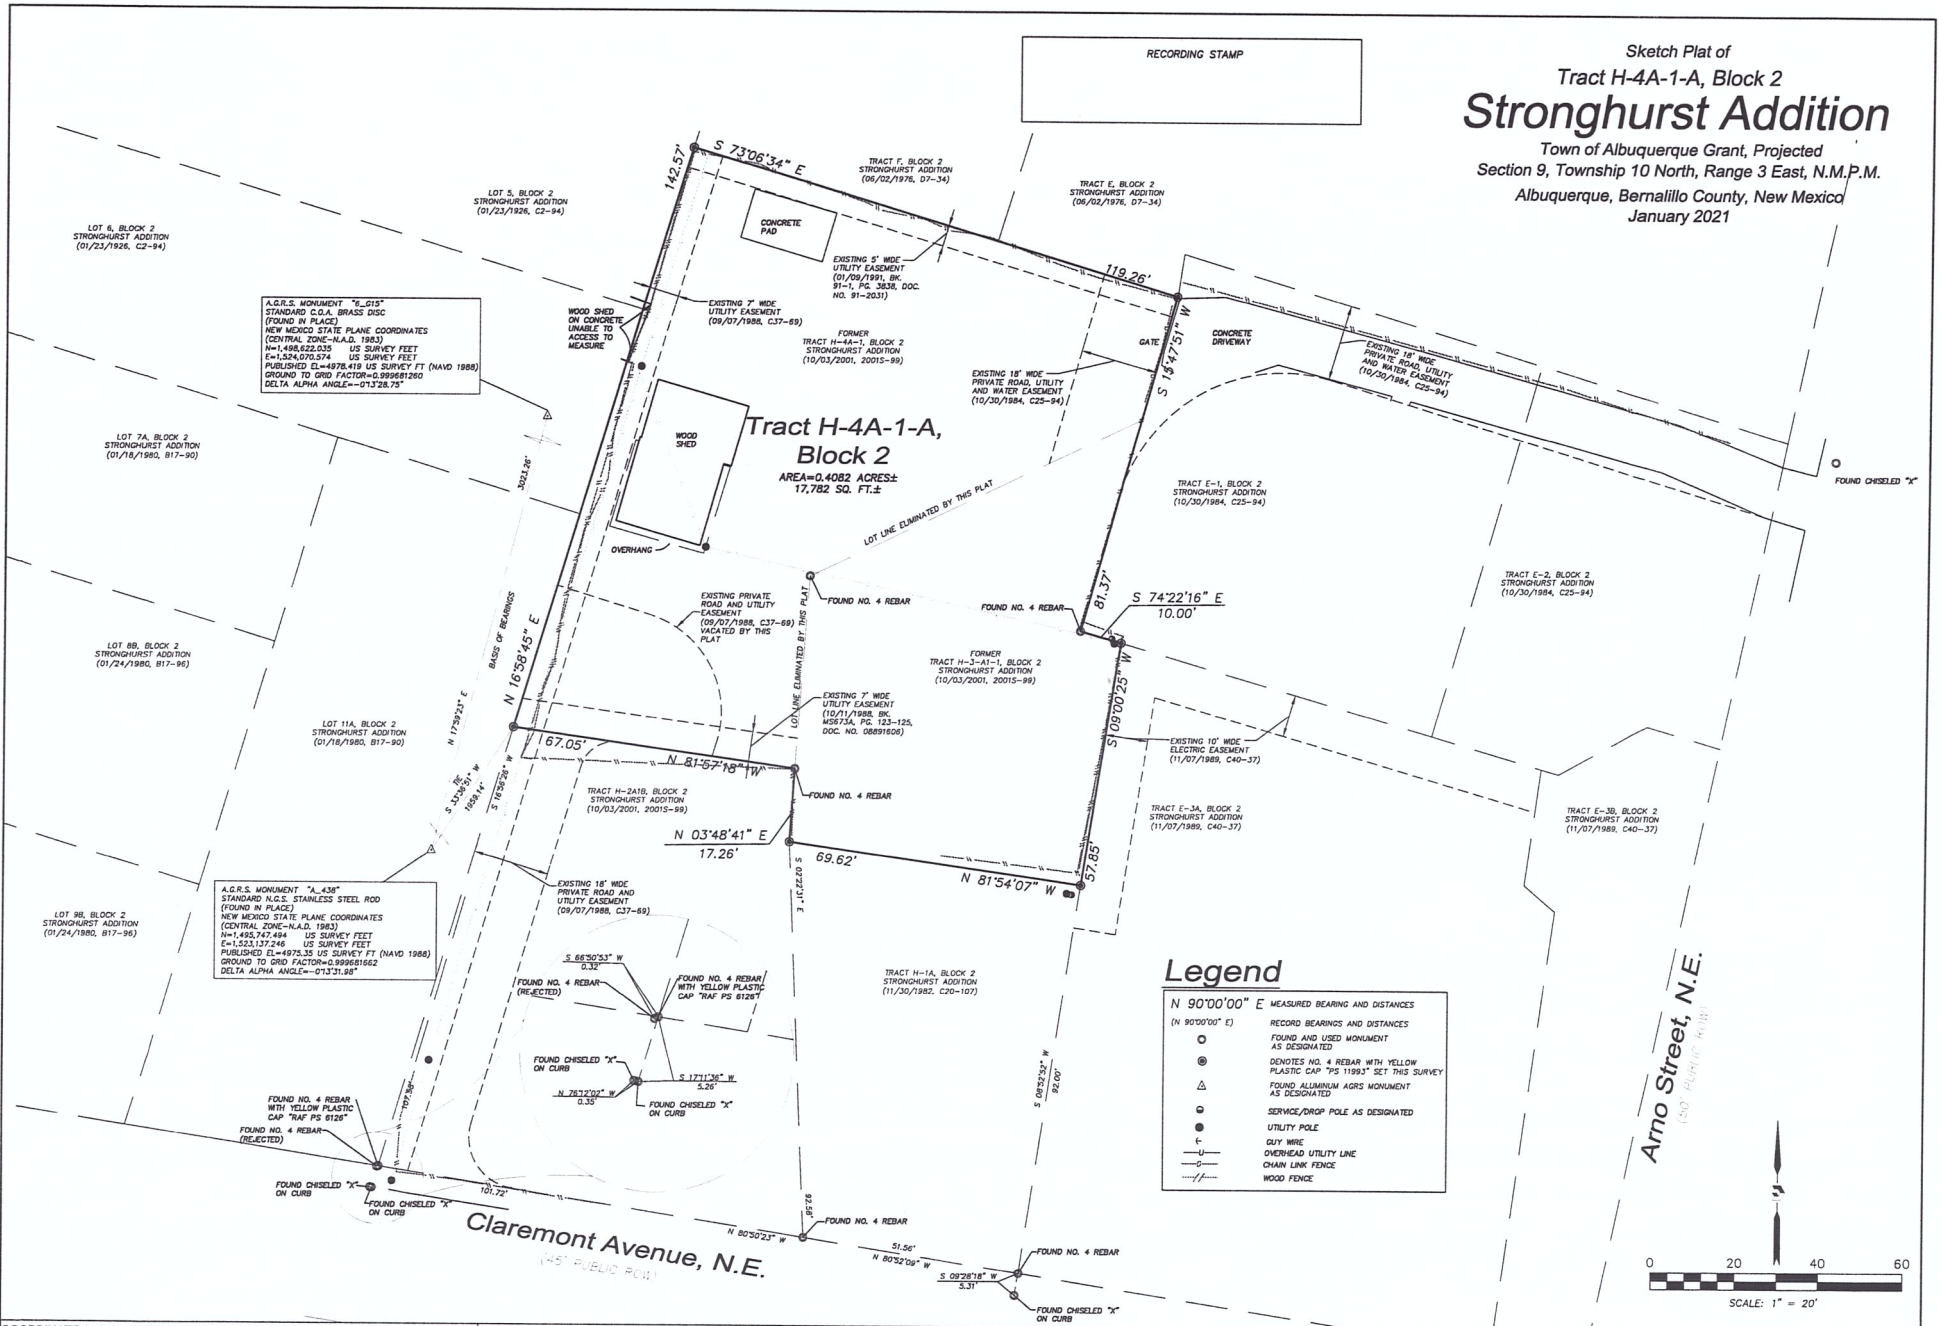 RECORDING STAMP
Sketch Plat of
Tract H-4A-1-A, Block 2
Stronghurst Addition
Town of Albuquerque Grant, Projected
Section 9, Township 10 North, Range 3 East, N.M.P.M.
Albuquerque, Bernalillo County, New Mexico
January 2021
142.57'
S 73°06'34" E
119.26'
TRACT F, BLOCK 2
STRONGHURST ADDITION
(06/02/1976, D7-34)
TRACT E, BLOCK 2
STRONGHURST ADDITION
(06/02/1976, D7-34)
LOT 5, BLOCK 2
STRONGHURST ADDITION
(01/23/1926, C2-94)
LOT 6, BLOCK 2
STRONGHURST ADDITION
(01/23/1926, C2-94)
CONCRETE
PAD
EXISTING 5' WIDE
UTILITY EASEMENT
(01/09/1991, BK.
91-1, PG. 3838, DOC.
NO. 91-2031)
A.G.R.S. MONUMENT "6_G15"
STANDARD C.O.A. BRASS DISC
(FOUND IN PLACE)
NEW MEXICO STATE PLANE COORDINATES
(CENTRAL ZONE-N.A.D. 1983)
N=1,498,622.035 US SURVEY FEET
E=1,524,070.574 US SURVEY FEET
PUBLISHED EL=4978.419 US SURVEY FT (NAVD 1988)
GROUND TO GRID FACTOR=0.999681260
DELTA ALPHA ANGLE=-0°13'28.75"
WOOD SHED
ON CONCRETE
UNABLE TO
ACCESS TO
MEASURE
EXISTING 7' WIDE
UTILITY EASEMENT
(09/07/1988, C37-69)
FORMER
TRACT H-4A-1, BLOCK 2
STRONGHURST ADDITION
(10/03/2001, 2001S-99)
GATE
S 15°47'51" W
CONCRETE
DRIVEWAY
EXISTING 18' WIDE
PRIVATE ROAD, UTILITY
AND WATER EASEMENT
(10/30/1984, C25-94)
EXISTING 18' WIDE
PRIVATE ROAD, UTILITY
AND WATER EASEMENT
(10/30/1984, C25-94)
FOUND CHISELED "X"
Tract H-4A-1-A,
Block 2
AREA=0.4082 ACRES±
17,782 SQ. FT.±
WOOD
SHED
OVERHANG
LOT LINE ELIMINATED BY THIS PLAT
LOT 7A, BLOCK 2
STRONGHURST ADDITION
(01/18/1980, B17-90)
3023.26'
TRACT E-1, BLOCK 2
STRONGHURST ADDITION
(10/30/1984, C25-94)
TRACT E-2, BLOCK 2
STRONGHURST ADDITION
(10/30/1984, C25-94)
FOUND NO. 4 REBAR
FOUND NO. 4 REBAR
81.37'
S 74°22'16" E
10.00'
EXISTING PRIVATE
ROAD AND UTILITY
EASEMENT
(09/07/1988, C37-69)
VACATED BY THIS
PLAT
LOT LINE ELIMINATED BY THIS PLAT
BASIS OF BEARINGS
N 16°58'45" E
LOT 8B, BLOCK 2
STRONGHURST ADDITION
(01/24/1980, B17-96)
FORMER
TRACT H-3-A1-1, BLOCK 2
STRONGHURST ADDITION
(10/03/2001, 2001S-99)
S 09°00'25" W
EXISTING 7' WIDE
UTILITY EASEMENT
(10/11/1988, BK.
MS673A, PG. 123-125,
DOC. NO. 08891606)
N 17°59'23" E
LOT 11A, BLOCK 2
STRONGHURST ADDITION
(01/18/1980, B17-90)
67.05'
N 81°57'18" W
EXISTING 10' WIDE
ELECTRIC EASEMENT
(11/07/1989, C40-37)
TIE
S 33°36'51" W
1959.14'
S 16°56'26" W
TRACT H-2A1B, BLOCK 2
STRONGHURST ADDITION
(10/03/2001, 2001S-99)
FOUND NO. 4 REBAR
N 03°48'41" E
17.26'
TRACT E-3A, BLOCK 2
STRONGHURST ADDITION
(11/07/1989, C40-37)
TRACT E-3B, BLOCK 2
STRONGHURST ADDITION
(11/07/1989, C40-37)
69.62'
N 81°54'07" W
57.85'
S 02°22'31" E
A.G.R.S. MONUMENT "A_438"
STANDARD N.G.S. STAINLESS STEEL ROD
(FOUND IN PLACE)
NEW MEXICO STATE PLANE COORDINATES
(CENTRAL ZONE-N.A.D. 1983)
N=1,495,747.494 US SURVEY FEET
E=1,523,137.246 US SURVEY FEET
PUBLISHED EL=4975.35 US SURVEY FT (NAVD 1988)
GROUND TO GRID FACTOR=0.999681662
DELTA ALPHA ANGLE=-0°13'31.98"
EXISTING 18' WIDE
PRIVATE ROAD AND
UTILITY EASEMENT
(09/07/1988, C37-69)
LOT 9B, BLOCK 2
STRONGHURST ADDITION
(01/24/1980, B17-96)
S 66°50'53" W
0.32'
FOUND NO. 4 REBAR
(REJECTED)
FOUND NO. 4 REBAR
WITH YELLOW PLASTIC
CAP "RAF PS 6126"
TRACT H-1A, BLOCK 2
STRONGHURST ADDITION
(11/30/1982, C20-107)
FOUND CHISELED "X"
ON CURB
S 17°11'36" W
5.26'
N 76°12'02" W
0.35'
FOUND CHISELED "X"
ON CURB
S 08°52'52" W
92.00'
107.38'
FOUND NO. 4 REBAR
WITH YELLOW PLASTIC
CAP "RAF PS 6126"
FOUND NO. 4 REBAR
(REJECTED)
FOUND CHISELED "X"
ON CURB
FOUND CHISELED "X"
ON CURB
101.72'
Claremont Avenue, N.E.
(45' PUBLIC ROW)
N 80°50'23" W
92.58'
FOUND NO. 4 REBAR
51.56'
N 80°52'09" W
FOUND NO. 4 REBAR
S 09°28'18" W
5.31'
FOUND CHISELED "X"
ON CURB
Legend
N 90°00'00" E MEASURED BEARING AND DISTANCES
(N 90°00'00" E) RECORD BEARINGS AND DISTANCES
FOUND AND USED MONUMENT
AS DESIGNATED
DENOTES NO. 4 REBAR WITH YELLOW
PLASTIC CAP "PS 11993" SET THIS SURVEY
FOUND ALUMINUM AGRS MONUMENT
AS DESIGNATED
SERVICE/DROP POLE AS DESIGNATED
UTILITY POLE
GUY WIRE
OVERHEAD UTILITY LINE
CHAIN LINK FENCE
WOOD FENCE
Arno Street, N.E.
0 20 40 60
SCALE: 1" = 20'